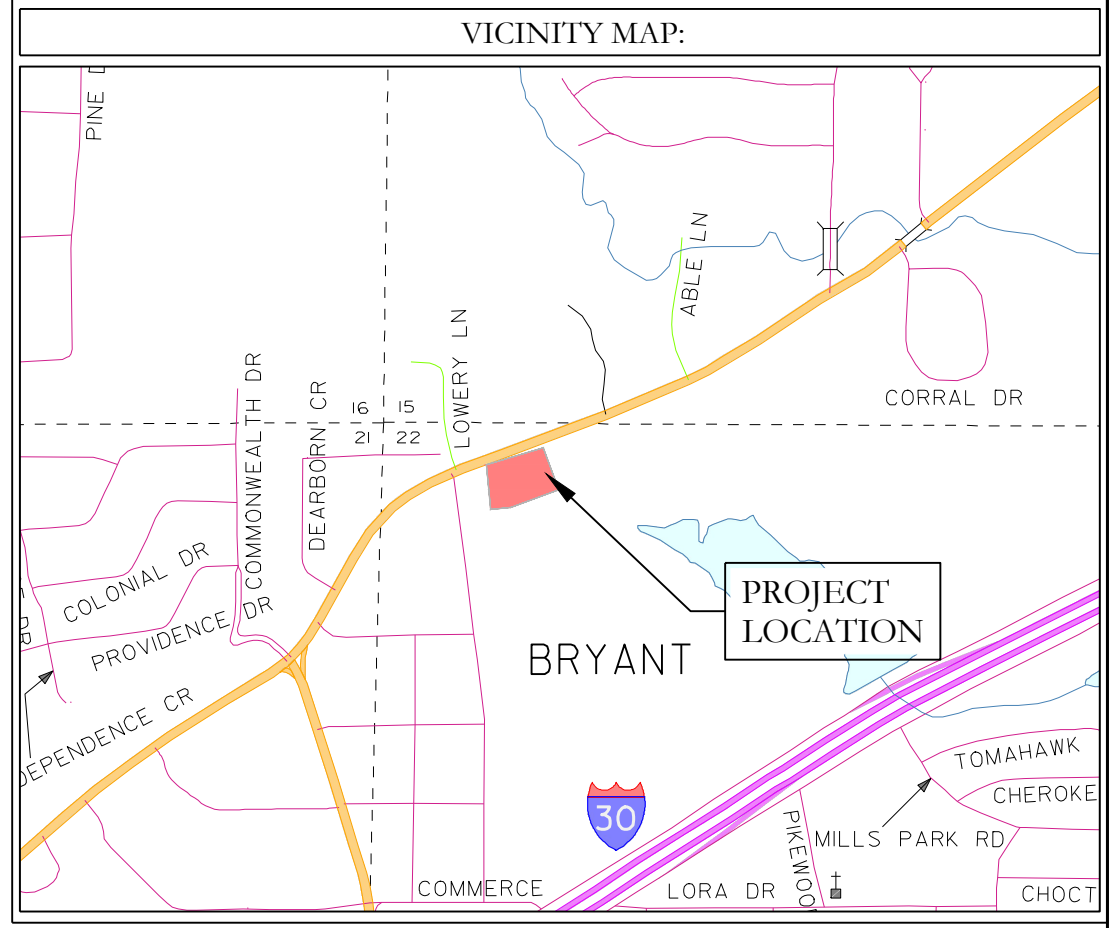 VICINITY MAP:
PINE D
ABLE LN
LOWERY LN
CORRAL DR
COMMONWEALTH DR
DEARBORN CR
16 15
21 22
COLONIAL DR
PROVIDENCE DR
DR
DEPENDENCE CR
PROJECT
LOCATION
BRYANT
30
TOMAHAWK
CHEROKE
MILLS PARK RD
PIKEWOO
COMMERCE
LORA DR
CHOCT